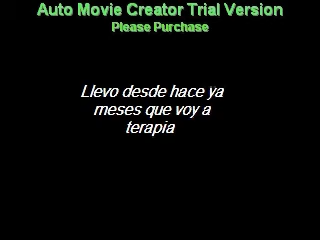 Auto Movie Creator Trial Version
Please Purchase
Llevo desde hace ya
meses que voy a
terapia